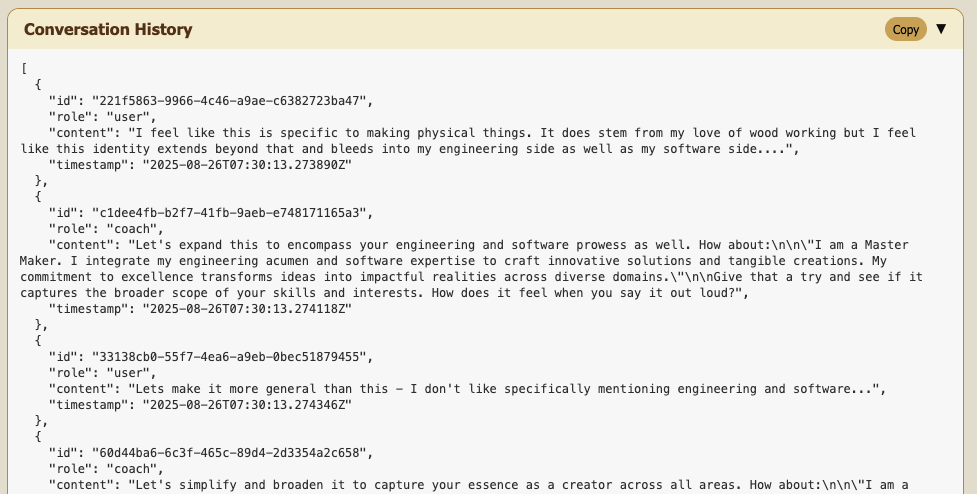 Conversation History
Copy ▼
[
  {
    "id": "221f5863-9966-4c46-a9ae-c6382723ba47",
    "role": "user",
    "content": "I feel like this is specific to making physical things. It does stem from my love of wood working but I feel
like this identity extends beyond that and bleeds into my engineering side as well as my software side....",
    "timestamp": "2025-08-26T07:30:13.273890Z"
  },
  {
    "id": "c1dee4fb-b2f7-41fb-9aeb-e748171165a3",
    "role": "coach",
    "content": "Let's expand this to encompass your engineering and software prowess as well. How about:\n\n\"I am a Master
Maker. I integrate my engineering acumen and software expertise to craft innovative solutions and tangible creations. My
commitment to excellence transforms ideas into impactful realities across diverse domains.\"\n\nGive that a try and see if it
captures the broader scope of your skills and interests. How does it feel when you say it out loud?",
    "timestamp": "2025-08-26T07:30:13.274118Z"
  },
  {
    "id": "33138cb0-55f7-4ea6-a9eb-0bec51879455",
    "role": "user",
    "content": "Lets make it more general than this – I don't like specifically mentioning engineering and software...",
    "timestamp": "2025-08-26T07:30:13.274346Z"
  },
  {
    "id": "60d44ba6-6c3f-465c-89d4-2d3354a2c658",
    "role": "coach",
    "content": "Let's simplify and broaden it to capture your essence as a creator across all areas. How about:\n\n\"I am a